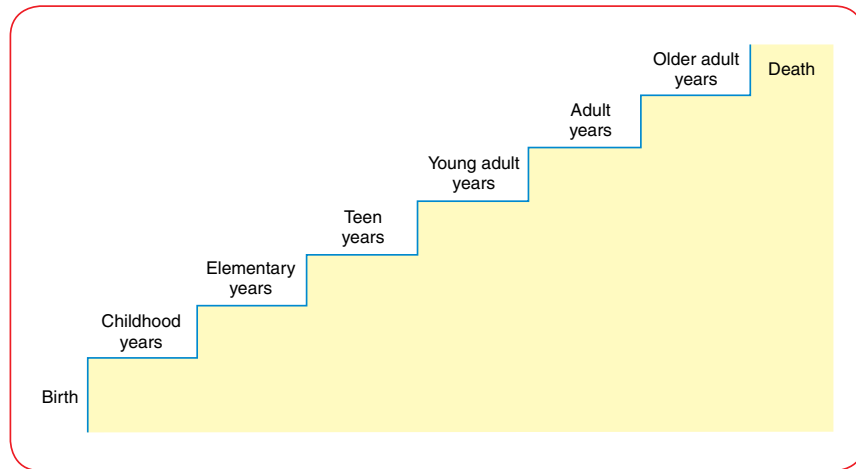 Older adult
years
Death
Adult
years
Young adult
years
Teen
years
Elementary
years
Childhood
years
Birth